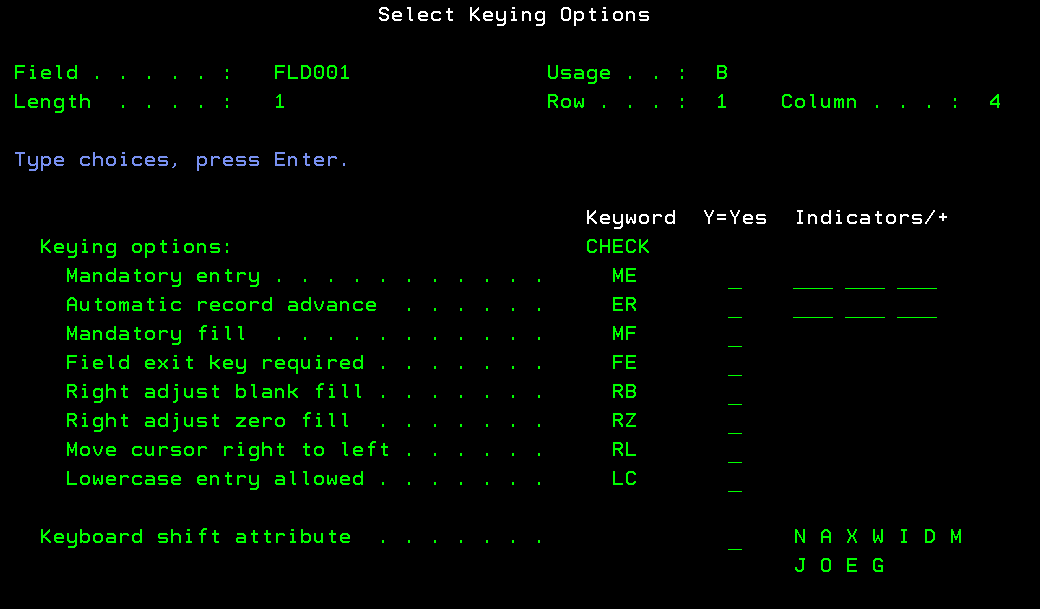 Select Keying Options
Field . . . . . :   FLD001               Usage . . :  B
Length  . . . . :   1                    Row . . . :  1    Column . . . :  4
Type choices, press Enter.
Keyword  Y=Yes  Indicators/+
Keying options:                           CHECK
Mandatory entry . . . . . . . . . . .     ME       _    ___ ___ ___
Automatic record advance  . . . . . .     ER       _    ___ ___ ___
Mandatory fill  . . . . . . . . . . .     MF       _
Field exit key required . . . . . . .     FE       _
Right adjust blank fill . . . . . . .     RB       _
Right adjust zero fill  . . . . . . .     RZ       _
Move cursor right to left . . . . . .     RL       _
Lowercase entry allowed . . . . . . .     LC       _
Keyboard shift attribute  . . . . . . .              _    N A X W I D M
J O E G